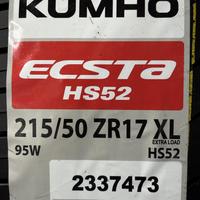 KUMHO
ECSTA
HS52
215/50 ZR17 XL
EXTRA LOAD
95W HS52
2337473